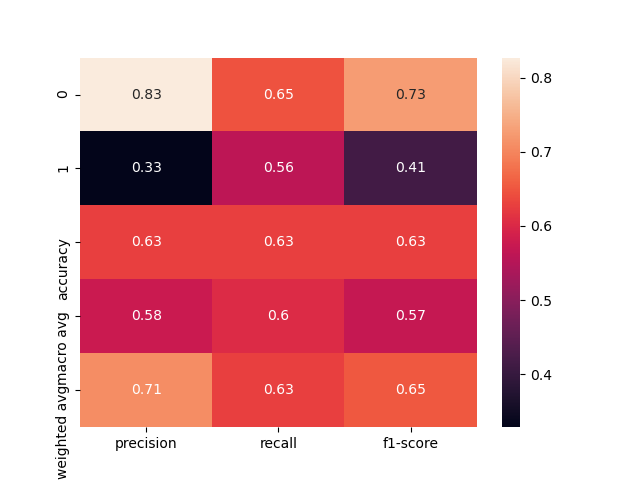 0 0.83 0.65 0.73 0.8
1 0.33 0.56 0.41 0.7
accuracy 0.63 0.63 0.63 0.6
macro avg 0.58 0.6 0.57 0.5
weighted avg 0.71 0.63 0.65 0.4
precision recall f1-score